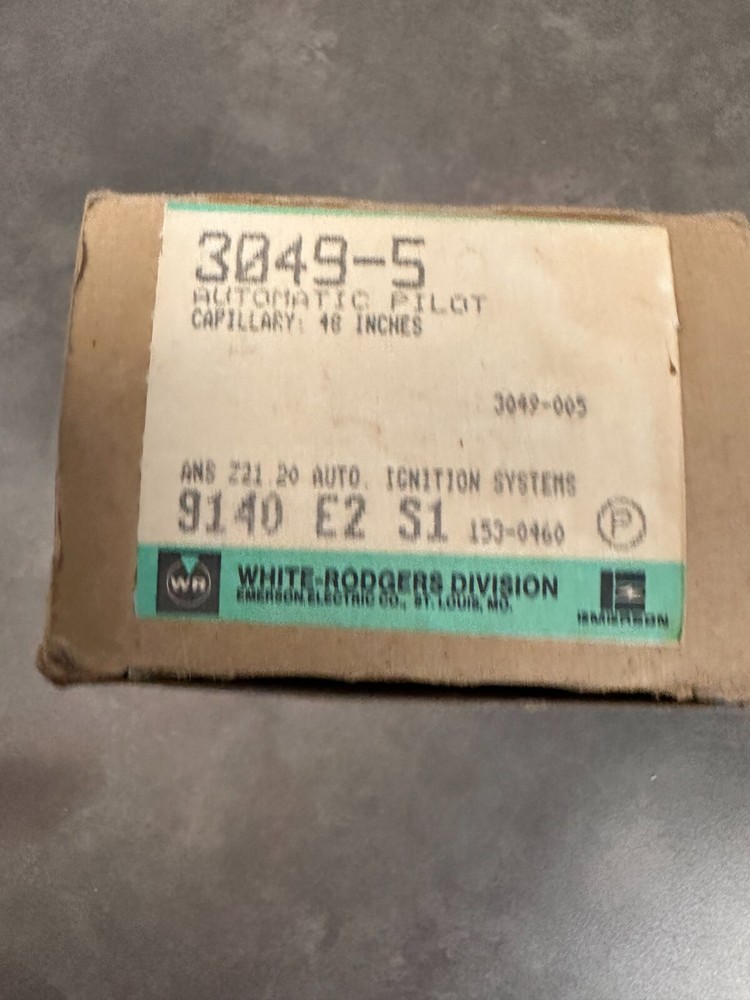 3049-5
AUTOMATIC PILOT
CAPILLARY: 48 INCHES
3049-005
ANS Z21.20 AUTO. IGNITION SYSTEMS
9140 E2 S1 153-0460
P
WR
WHITE-RODGERS DIVISION
EMERSON ELECTRIC CO., ST. LOUIS, MO.
EMERSON